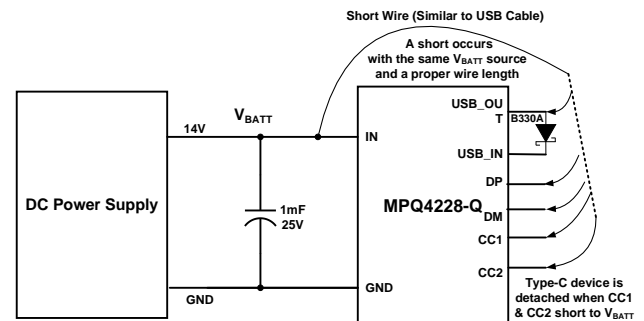 Short Wire (Similar to USB Cable)
A short occurs
with the same VBATT source
and a proper wire length
DC Power Supply
14V
VBATT
1mF
25V
GND
IN
GND
MPQ4228-Q
USB_OU
T
B330A
USB_IN
DP
DM
CC1
CC2
Type-C device is
detached when CC1
& CC2 short to VBATT